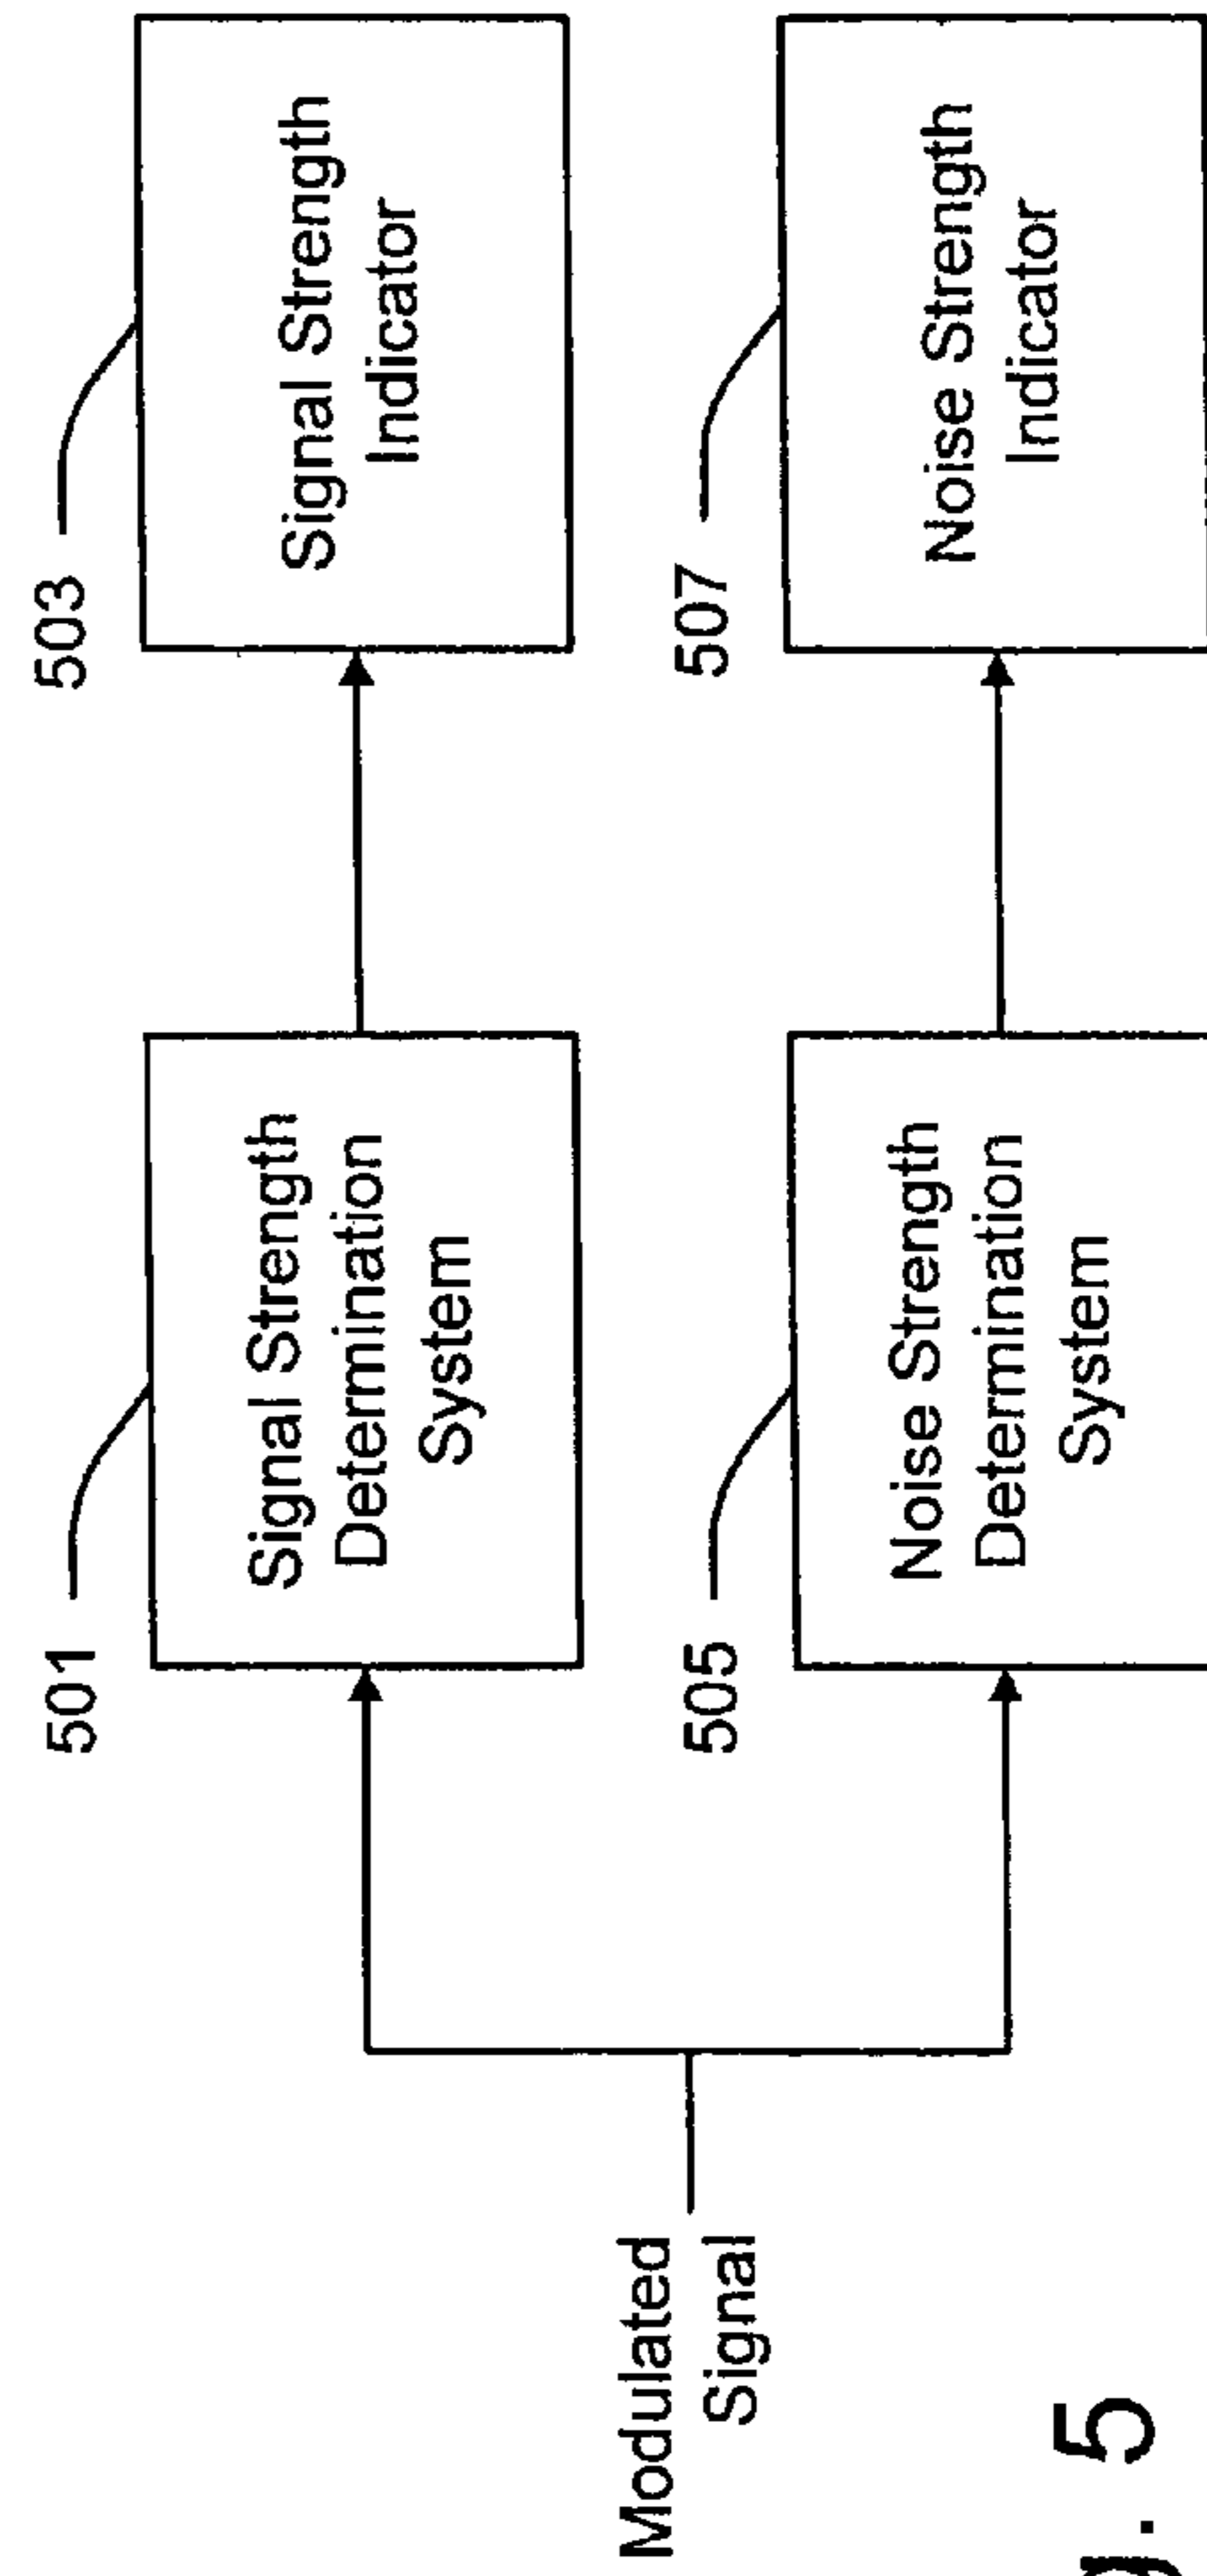 503
Signal Strength
Indicator
501
Signal Strength
Determination
System
507
Noise Strength
Indicator
505
Noise Strength
Determination
System
Modulated
Signal
5